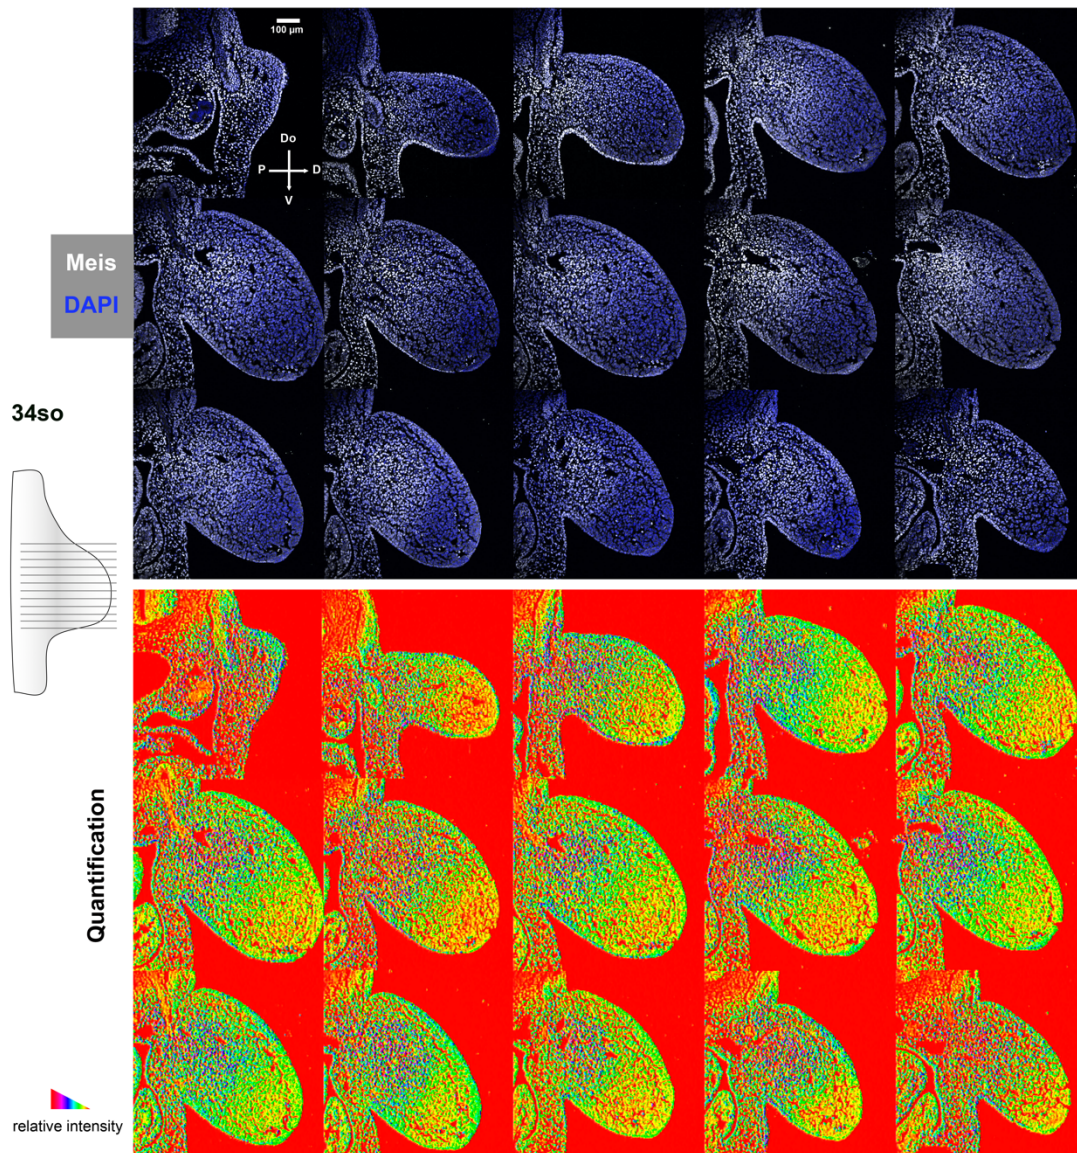 100 µm
Do
P D
V
Meis
DAPI
34so
Quantification
relative intensity